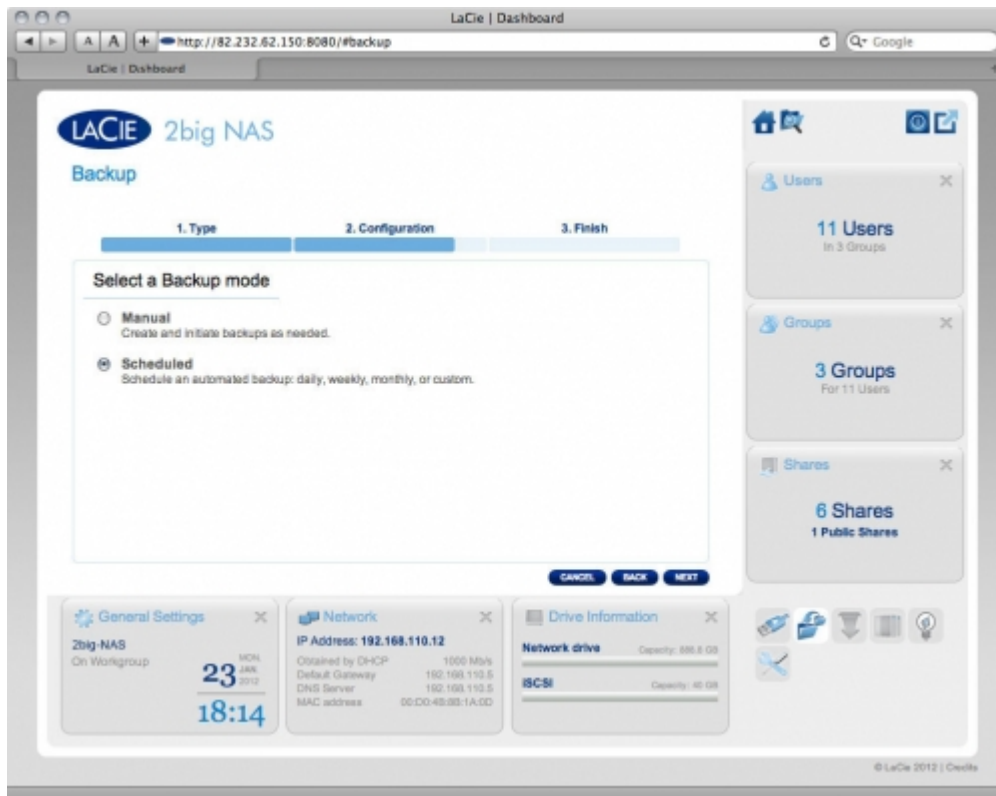 LaCie | Dashboard
A A + http://82.232.62.150:8080/#backup
Google
LaCie | Dashboard
LACIE 2big NAS
Backup
1. Type 2. Configuration 3. Finish
Select a Backup mode
Manual
Create and initiate backups as needed.
Scheduled
Schedule an automated backup: daily, weekly, monthly, or custom.
CANCEL BACK NEXT
Users
11 Users
In 3 Groups
Groups
3 Groups
For 11 Users
Shares
6 Shares
1 Public Shares
General Settings
2big-NAS
On Workgroup
23 MON, JAN, 2012
18:14
Network
IP Address: 192.168.110.12
Obtained by DHCP 1000 Mb/s
Default Gateway 192.168.110.5
DNS Server 192.168.110.5
MAC address
Drive Information
Network drive Capacity: GB
iSCSI Capacity: 40 GB
© LaCie 2012 | Credits